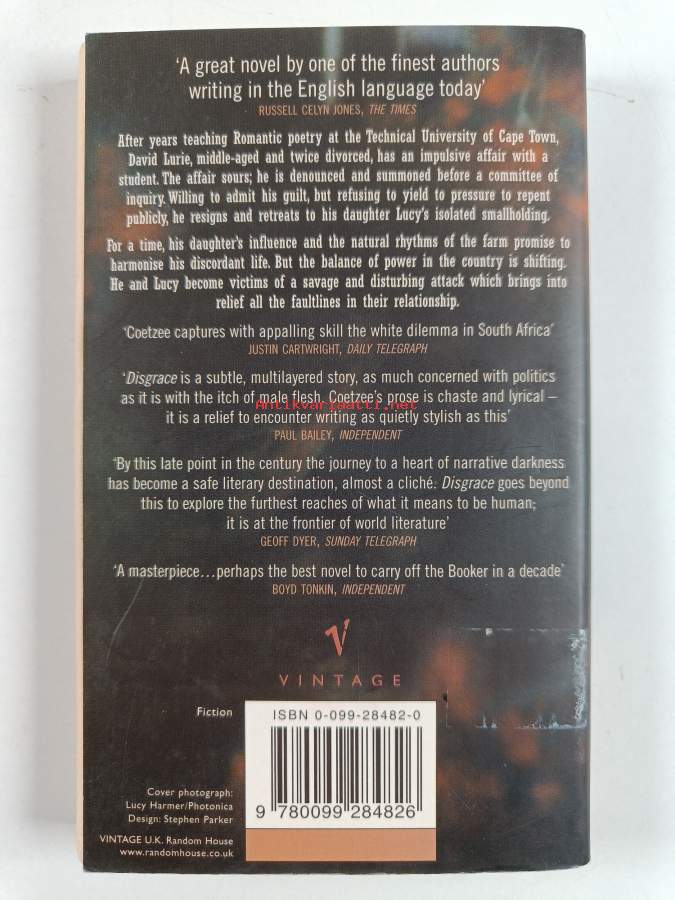 ‘A great novel by one of the finest authors
writing in the English language today’
RUSSELL CELYN JONES, THE TIMES
After years teaching Romantic poetry at the Technical University of Cape Town,
David Lurie, middle-aged and twice divorced, has an impulsive affair with a
student. The affair sours; he is denounced and summoned before a committee of
inquiry. Willing to admit his guilt, but refusing to yield to pressure to repent
publicly, he resigns and retreats to his daughter Lucy's isolated smallholding.
For a time, his daughter's influence and the natural rhythms of the farm promise to
harmonise his discordant life. But the balance of power in the country is shifting.
He and Lucy become victims of a savage and disturbing attack which brings into
relief all the faultlines in their relationship.
‘Coetzee captures with appalling skill the white dilemma in South Africa’
JUSTIN CARTWRIGHT, DAILY TELEGRAPH
‘Disgrace is a subtle, multilayered story, as much concerned with politics
as it is with the itch of male flesh. Coetzee's prose is chaste and lyrical –
Antikvariaatti.net
it is a relief to encounter writing as quietly stylish as this’
PAUL BAILEY, INDEPENDENT
‘By this late point in the century the journey to a heart of narrative darkness
has become a safe literary destination, almost a cliché. Disgrace goes beyond
this to explore the furthest reaches of what it means to be human;
it is at the frontier of world literature’
GEOFF DYER, SUNDAY TELEGRAPH
‘A masterpiece...perhaps the best novel to carry off the Booker in a decade’
BOYD TONKIN, INDEPENDENT
V
VINTAGE
Fiction
ISBN 0-099-28482-0
9 780099 284826
Cover photograph:
Lucy Harmer/Photonica
Design: Stephen Parker
VINTAGE U.K. Random House
www.randomhouse.co.uk